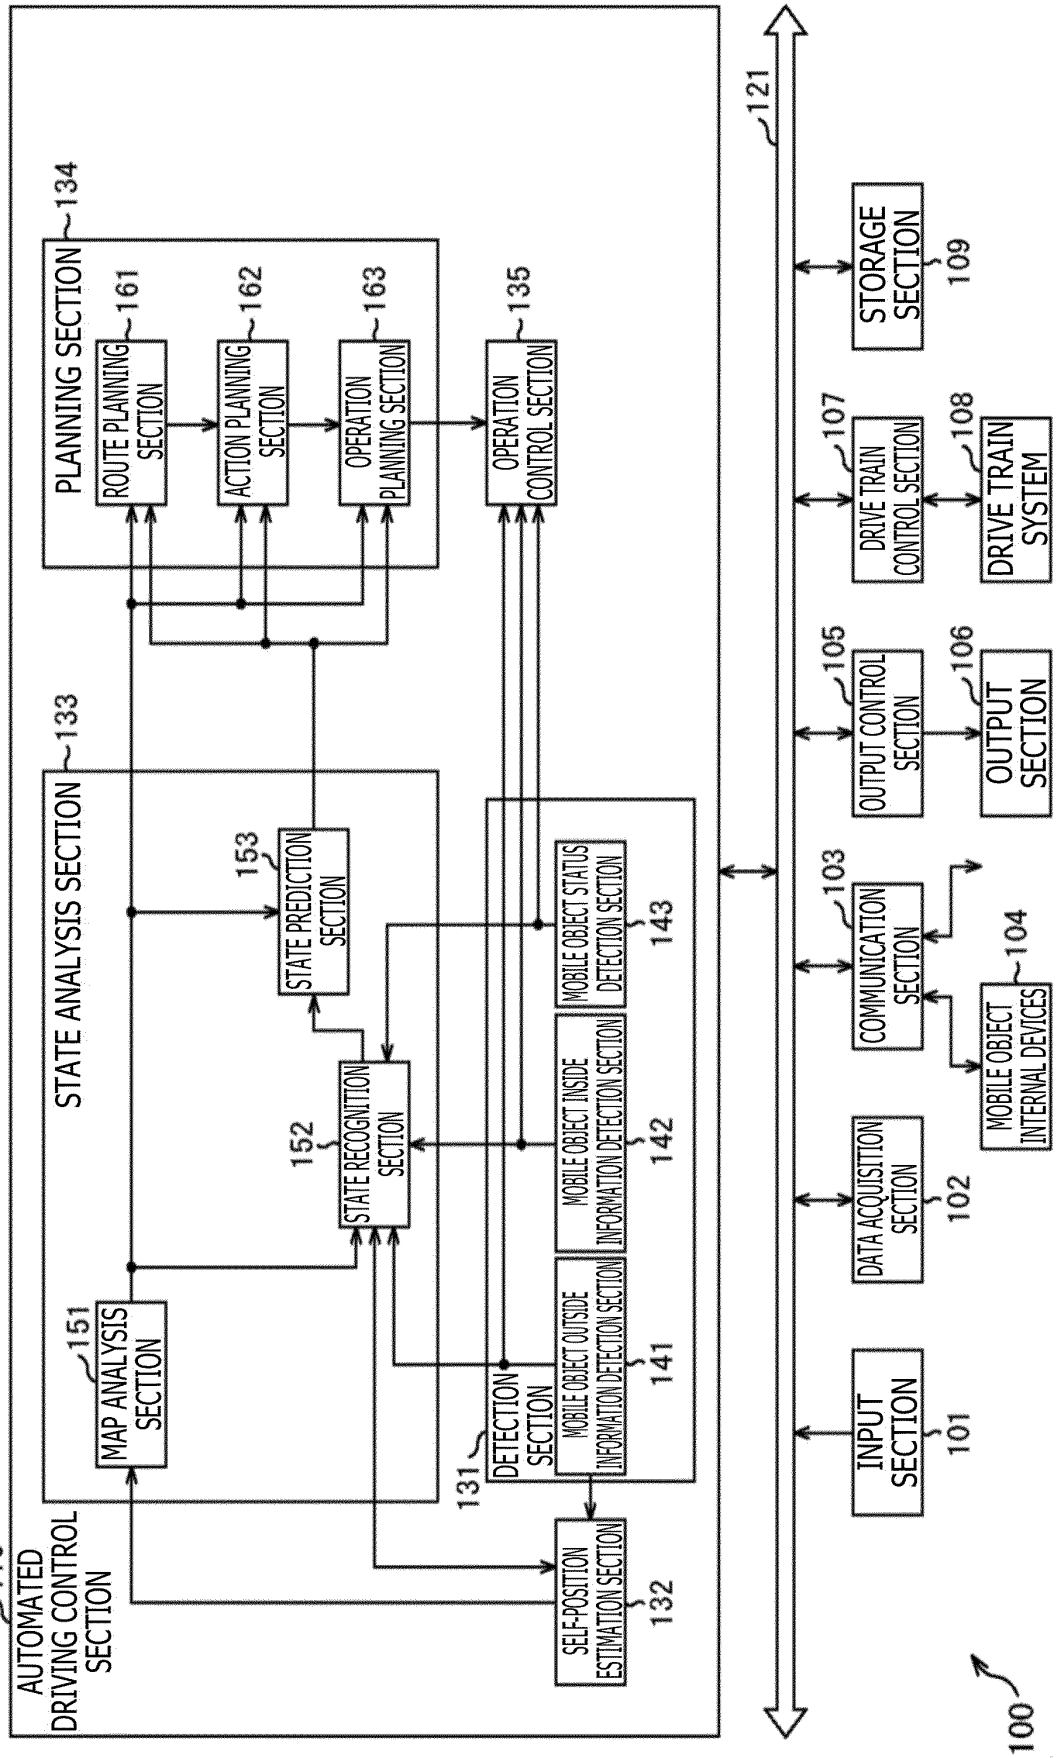 AUTOMATED
DRIVING CONTROL
SECTION
STATE ANALYSIS SECTION
133
PLANNING SECTION
134
151
MAP ANALYSIS
SECTION
152
STATE RECOGNITION
SECTION
153
STATE PREDICTION
SECTION
161
ROUTE PLANNING
SECTION
162
ACTION PLANNING
SECTION
163
OPERATION
PLANNING SECTION
135
OPERATION
CONTROL SECTION
131
DETECTION
SECTION
SELF-POSITION
ESTIMATION SECTION
132
MOBILE OBJECT OUTSIDE
INFORMATION DETECTION SECTION
141
MOBILE OBJECT INSIDE
INFORMATION DETECTION SECTION
142
MOBILE OBJECT STATUS
DETECTION SECTION
143
121
INPUT
SECTION
101
DATA ACQUISITION
SECTION
102
103
COMMUNICATION
SECTION
104
MOBILE OBJECT
INTERNAL DEVICES
105
OUTPUT CONTROL
SECTION
106
OUTPUT
SECTION
107
DRIVE TRAIN
CONTROL SECTION
108
DRIVE TRAIN
SYSTEM
STORAGE
SECTION
109
100